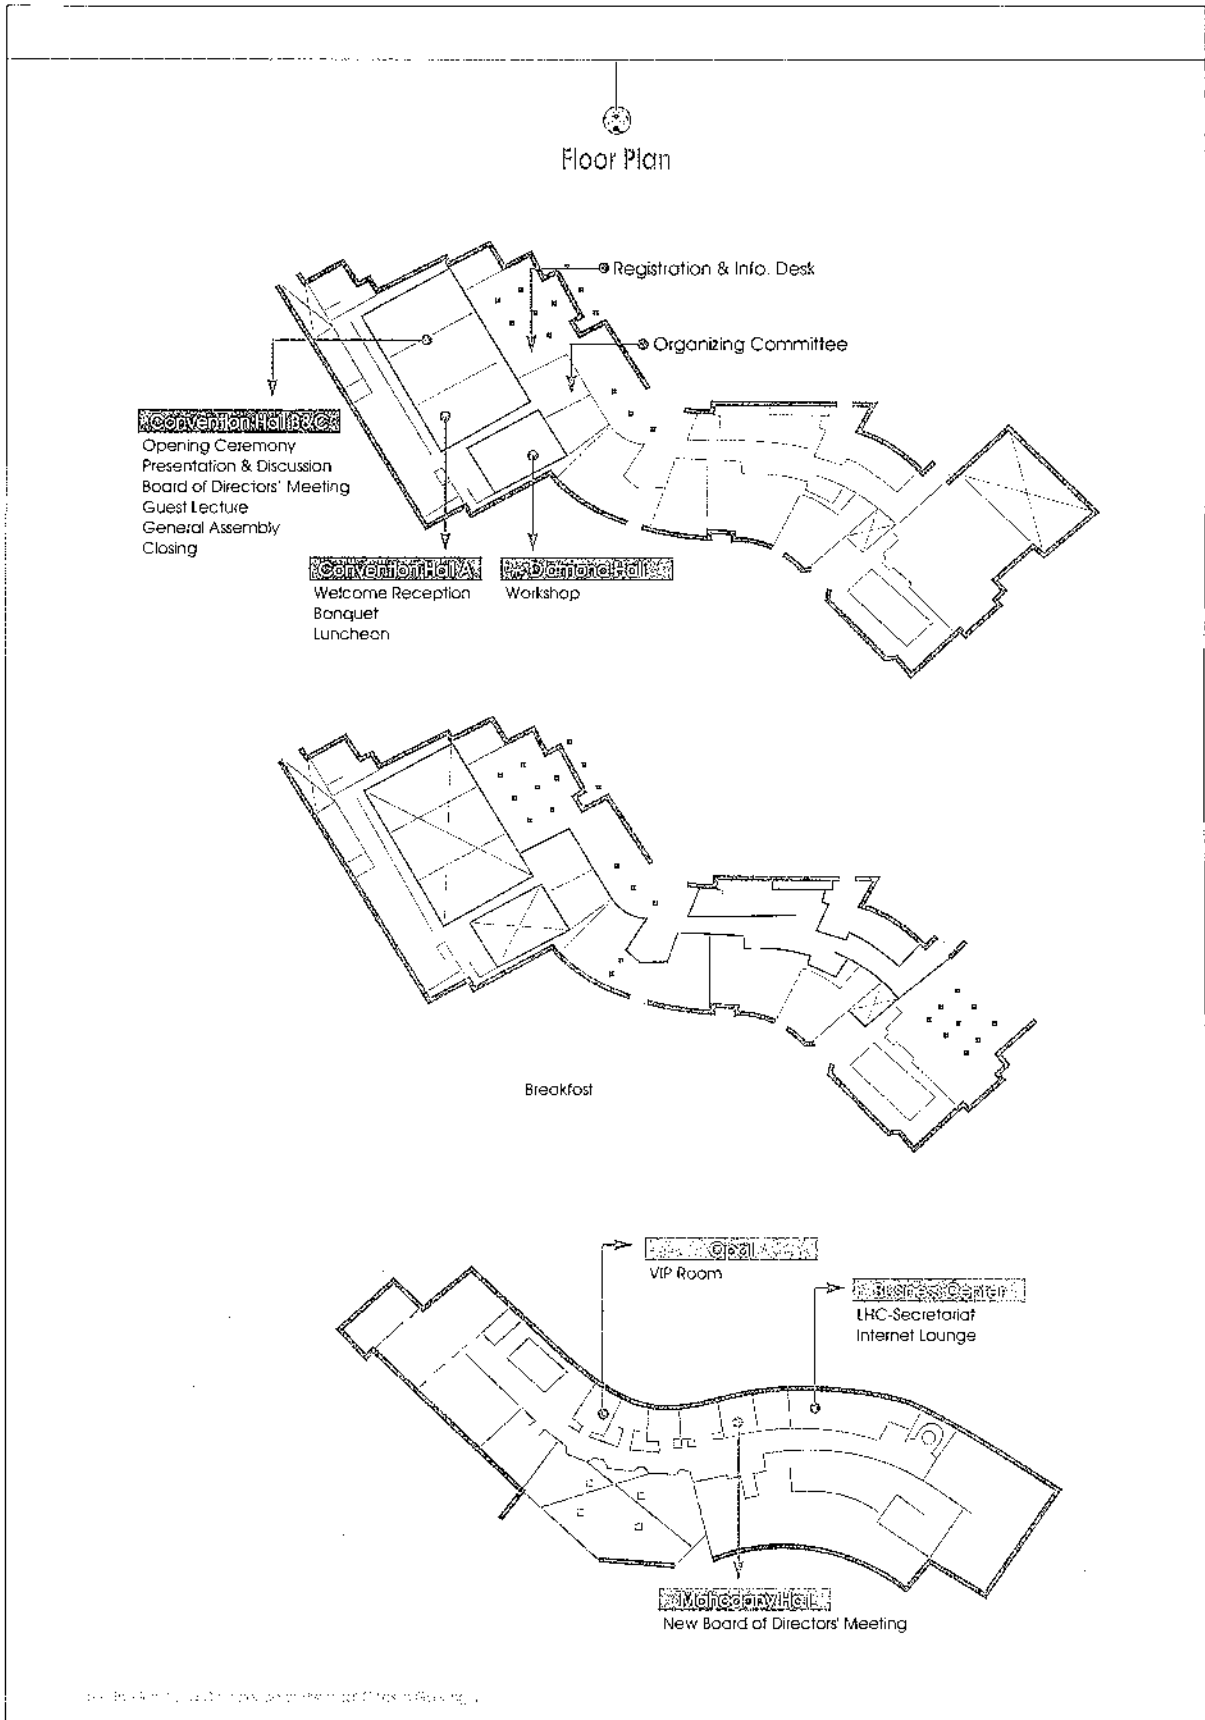 Floor Plan
Registration & Info. Desk
Organizing Committee
Convention Hall B&C
Opening Ceremony
Presentation & Discussion
Board of Directors' Meeting
Guest Lecture
General Assembly
Closing
Convention Hall A
Welcome Reception
Banquet
Luncheon
Diamond Hall
Workshop
Breakfast
Opal
VIP Room
Business Center
Secretariat
Internet Lounge
Mahogany Hall
New Board of Directors' Meeting